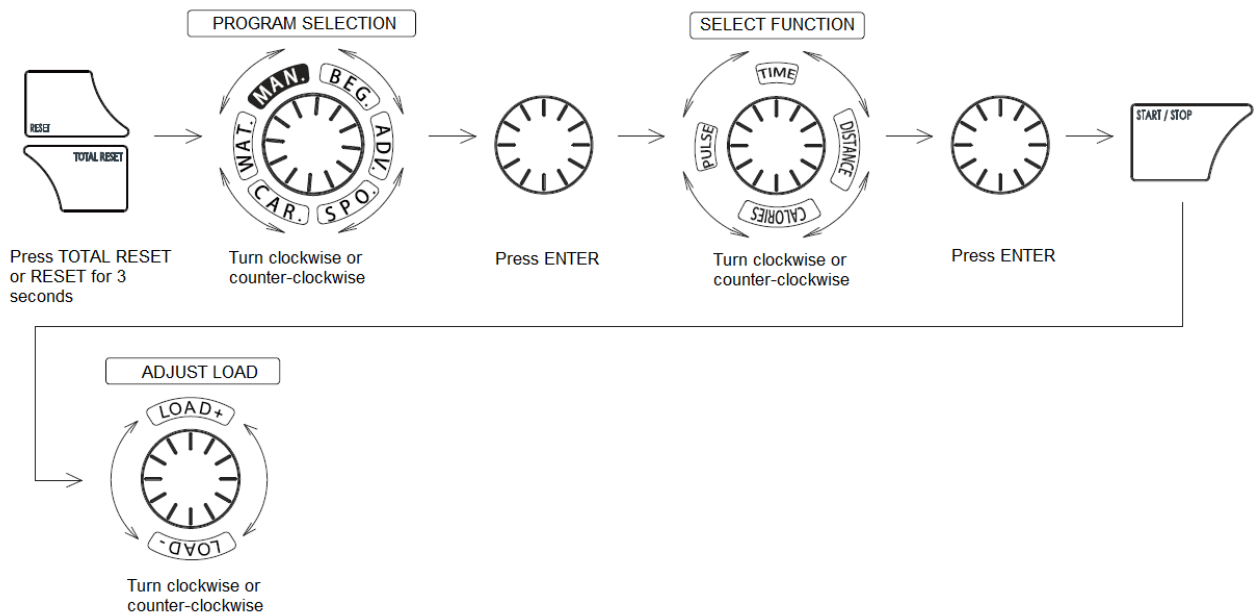 PROGRAM SELECTION
SELECT FUNCTION
RESET
TOTAL RESET
MAN.
BEG.
ADV.
SPO.
CAR.
WAT.
TIME
DISTANCE
CALORIES
PULSE
START / STOP
Press TOTAL RESET
or RESET for 3
seconds
Turn clockwise or
counter-clockwise
Press ENTER
Turn clockwise or
counter-clockwise
Press ENTER
ADJUST LOAD
LOAD+
LOAD-
Turn clockwise or
counter-clockwise